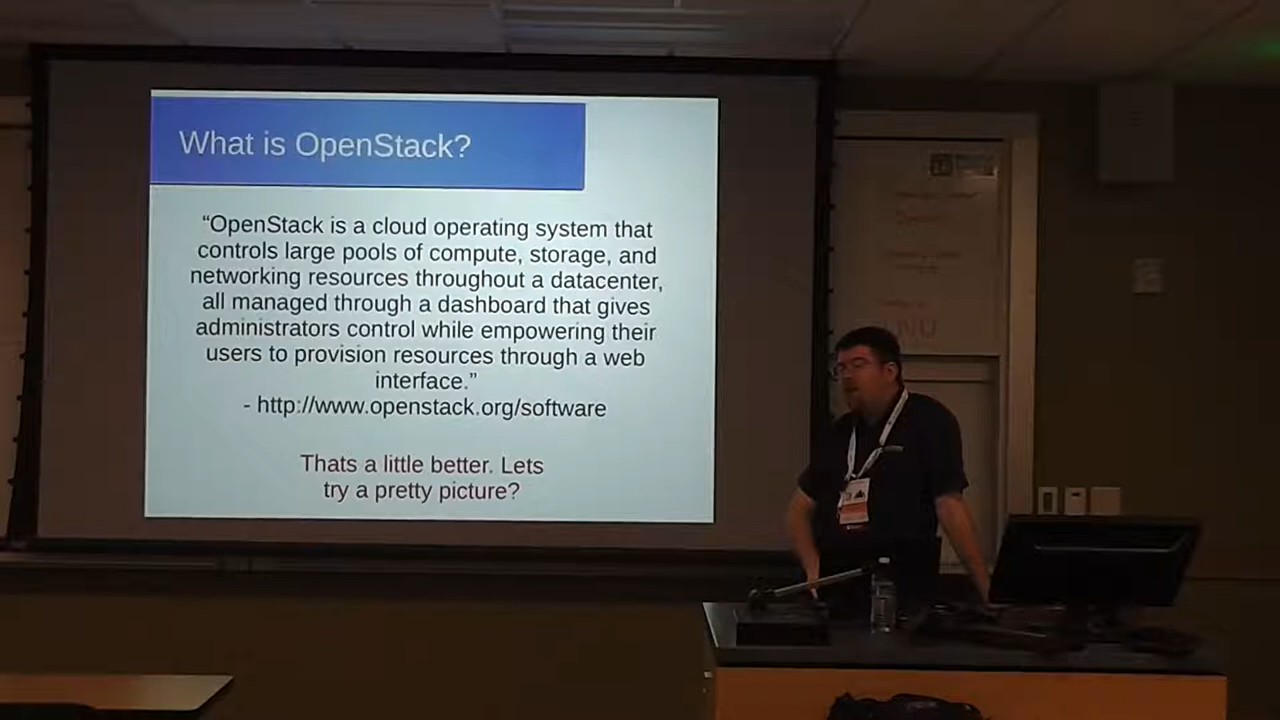 What is OpenStack?
“OpenStack is a cloud operating system that
controls large pools of compute, storage, and
networking resources throughout a datacenter,
all managed through a dashboard that gives
administrators control while empowering their
users to provision resources through a web
interface.”
- http://www.openstack.org/software
Thats a little better. Lets
try a pretty picture?